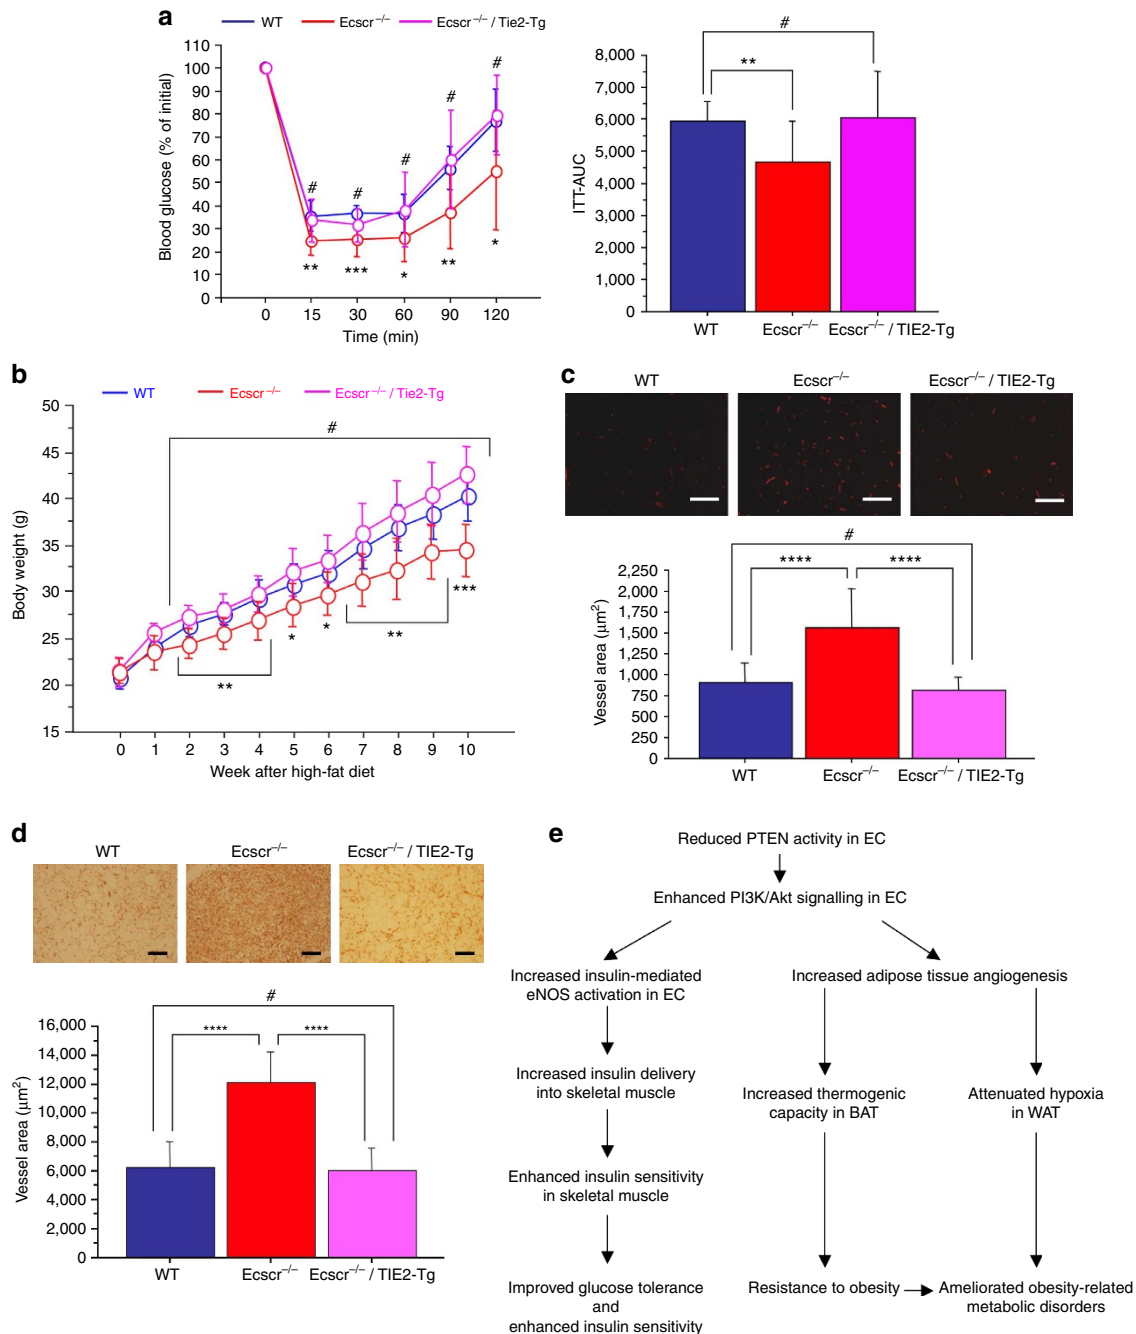 a
WT
Ecscr−/−
Ecscr−/− / Tie2-Tg
Blood glucose (% of initial)
110
100
90
80
70
60
50
40
30
20
10
0
# # # # #
** *** * ** *
0 15 30 60 90 120
Time (min)
#
**
ITT-AUC
8,000
7,000
6,000
5,000
4,000
3,000
2,000
1,000
0
WT Ecscr−/− Ecscr−/− / TIE2-Tg
b
WT
Ecscr−/−
Ecscr−/− / Tie2-Tg
Body weight (g)
50
45
40
35
30
25
20
15
#
** * * ** ***
0 1 2 3 4 5 6 7 8 9 10
Week after high-fat diet
c
WT Ecscr−/− Ecscr−/− / TIE2-Tg
#
**** ****
Vessel area (μm²)
2,250
2,000
1,750
1,500
1,250
1,000
750
500
250
0
WT Ecscr−/− Ecscr−/− / TIE2-Tg
d
WT Ecscr−/− Ecscr−/− / TIE2-Tg
#
**** ****
Vessel area (μm²)
16,000
14,000
12,000
10,000
8,000
6,000
4,000
2,000
0
WT Ecscr−/− Ecscr−/− / TIE2-Tg
e
Reduced PTEN activity in EC
Enhanced PI3K/Akt signalling in EC
Increased insulin-mediated
eNOS activation in EC
Increased insulin delivery
into skeletal muscle
Enhanced insulin sensitivity
in skeletal muscle
Improved glucose tolerance
and
enhanced insulin sensitivity
Increased adipose tissue angiogenesis
Increased thermogenic
capacity in BAT
Resistance to obesity
Attenuated hypoxia
in WAT
Ameliorated obesity-related
metabolic disorders